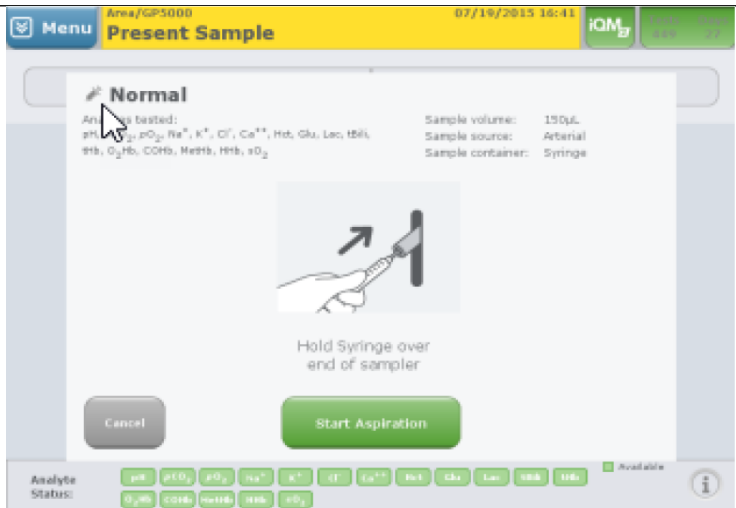 Menu
Area/GP5000
Present Sample
07/19/2015 16:41
iQM2
Normal
tested:
pO₂, Na⁺, K⁺, Cl⁻, Ca⁺⁺, Hct, Glu, Lac, tBili,
tHb, O₂Hb, COHb, MetHb, HHb, sO₂
Sample volume: 150µL
Sample source: Arterial
Sample container: Syringe
Hold Syringe over
end of sampler
Cancel
Start Aspiration
Available
Analyte
Status:
pH pCO₂ pO₂ Na⁺ K⁺ Cl⁻ Ca⁺⁺ Hct Glu Lac tBili tHb
O₂Hb COHb MetHb HHb sO₂
i